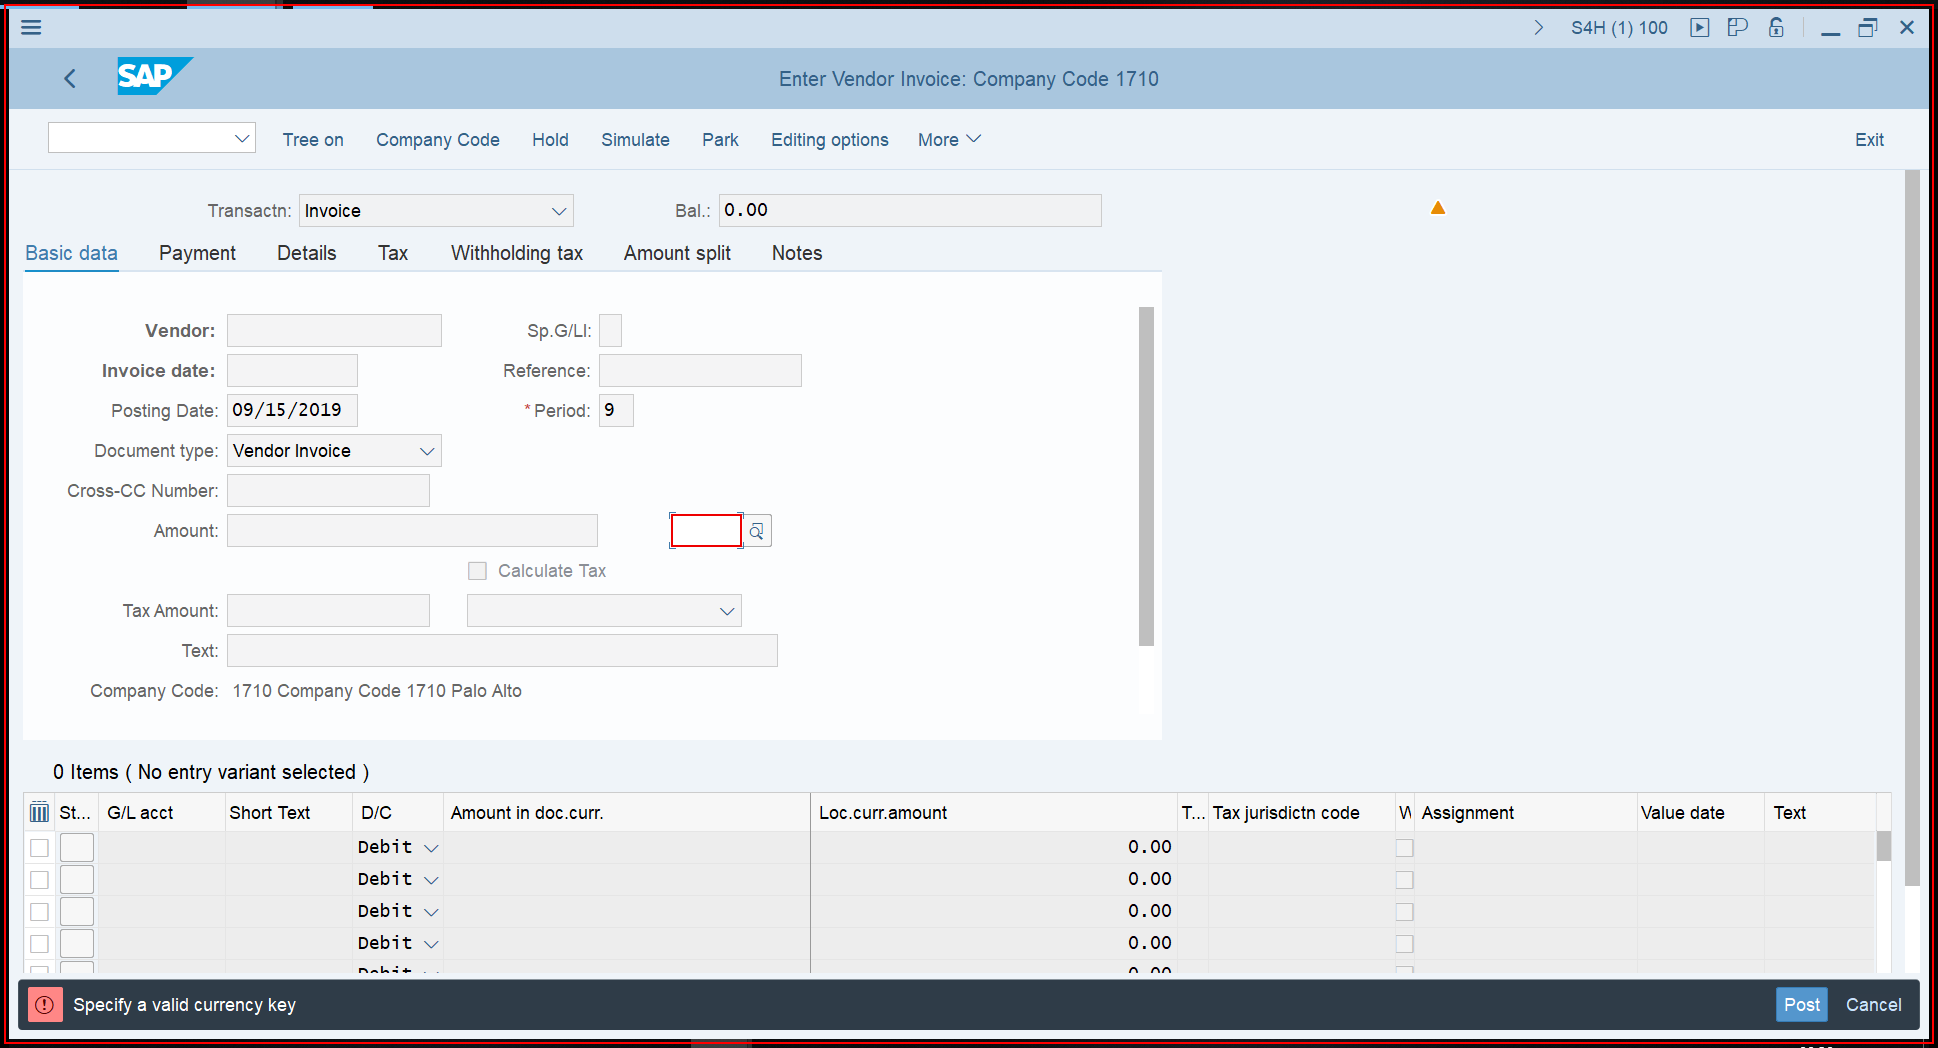 S4H (1) 100
SAP
Enter Vendor Invoice: Company Code 1710
Tree on Company Code Hold Simulate Park Editing options More Exit
Transactn: Invoice Bal.: 0.00
Basic data Payment Details Tax Withholding tax Amount split Notes
Vendor: Sp.G/LI:
Invoice date: Reference:
Posting Date: 09/15/2019 * Period: 9
Document type: Vendor Invoice
Cross-CC Number:
Amount:
Calculate Tax
Tax Amount:
Text:
Company Code: 1710 Company Code 1710 Palo Alto
0 Items ( No entry variant selected )
St... G/L acct Short Text D/C Amount in doc.curr. Loc.curr.amount T... Tax jurisdictn code W Assignment Value date Text
Debit 0.00
Debit 0.00
Debit 0.00
Debit 0.00
Debit 0.00
Specify a valid currency key Post Cancel